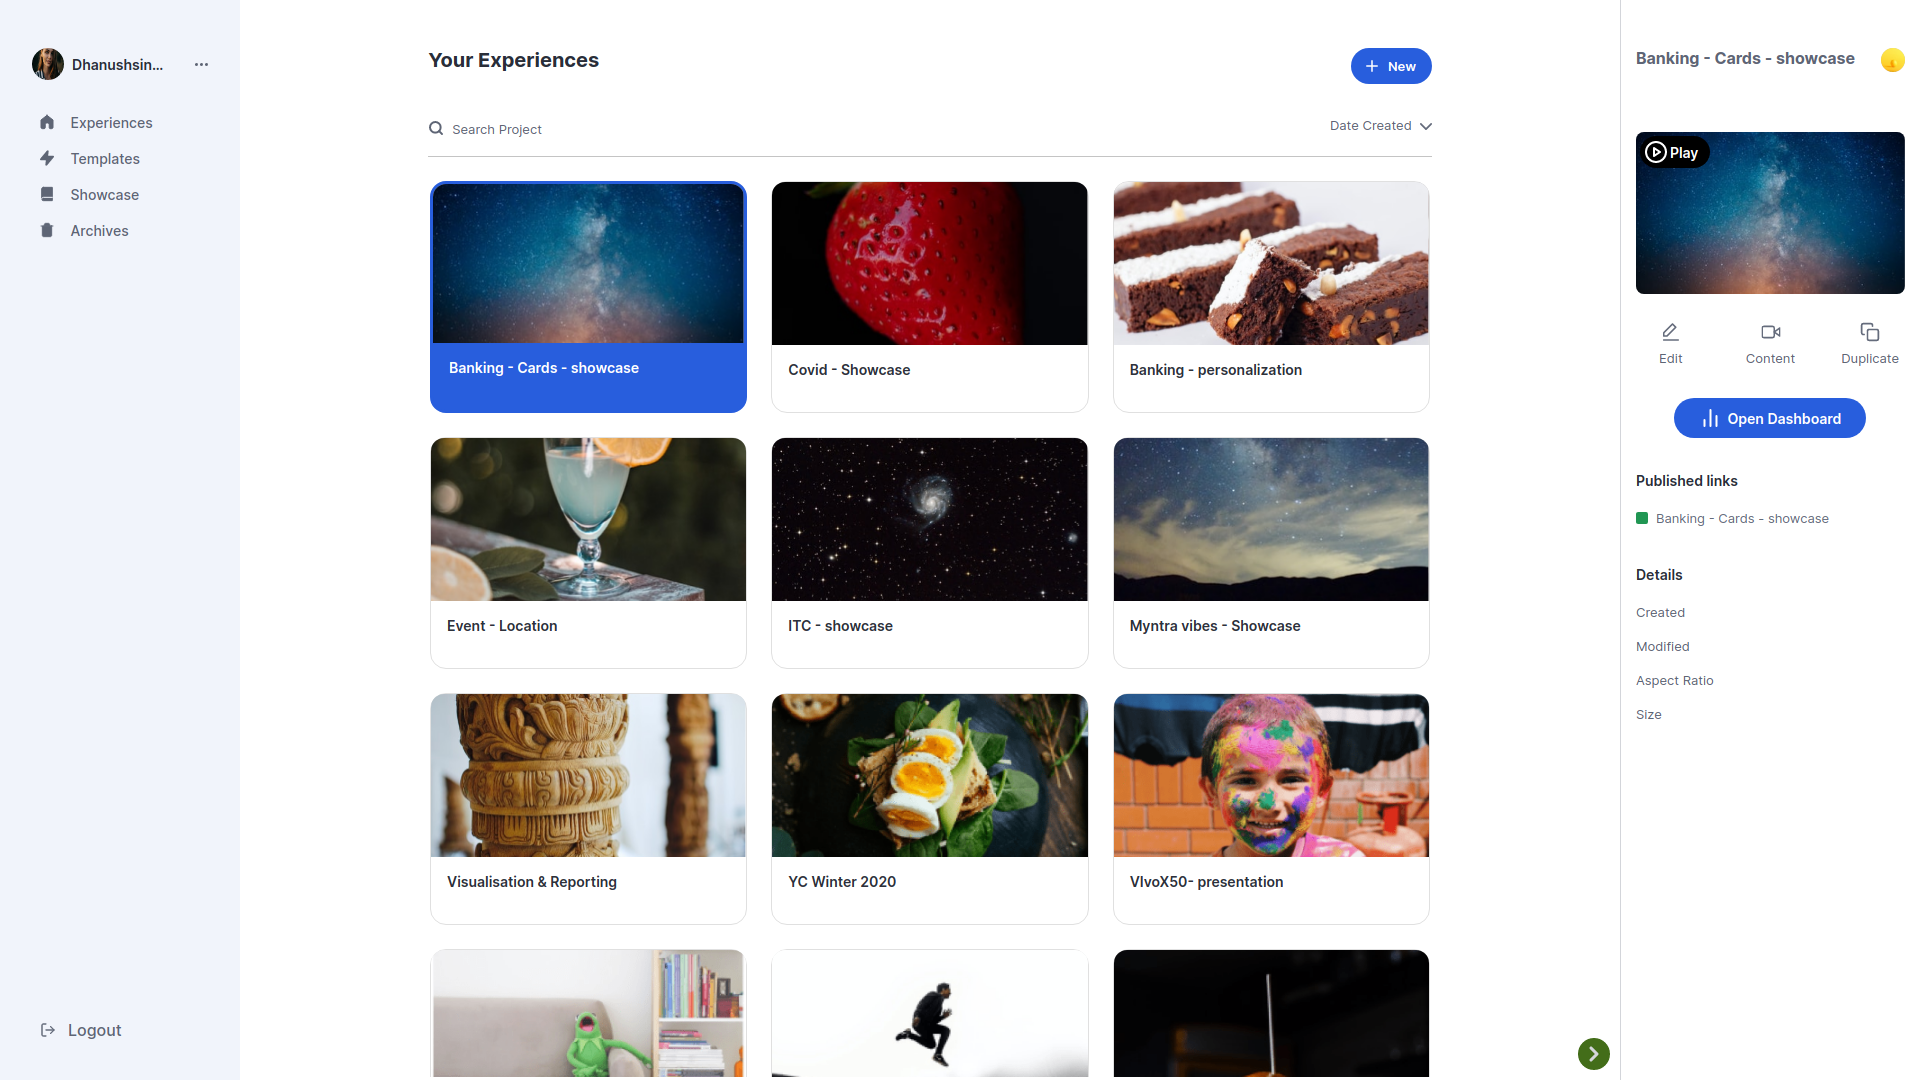 Dhanushsin...
Experiences
Templates
Showcase
Archives
Logout
Your Experiences
New
Search Project
Date Created
Banking - Cards - showcase
Covid - Showcase
Banking - personalization
Event - Location
ITC - showcase
Myntra vibes - Showcase
Visualisation & Reporting
YC Winter 2020
VIvoX50- presentation
Banking - Cards - showcase
Play
Edit
Content
Duplicate
Open Dashboard
Published links
Banking - Cards - showcase
Details
Created
Modified
Aspect Ratio
Size